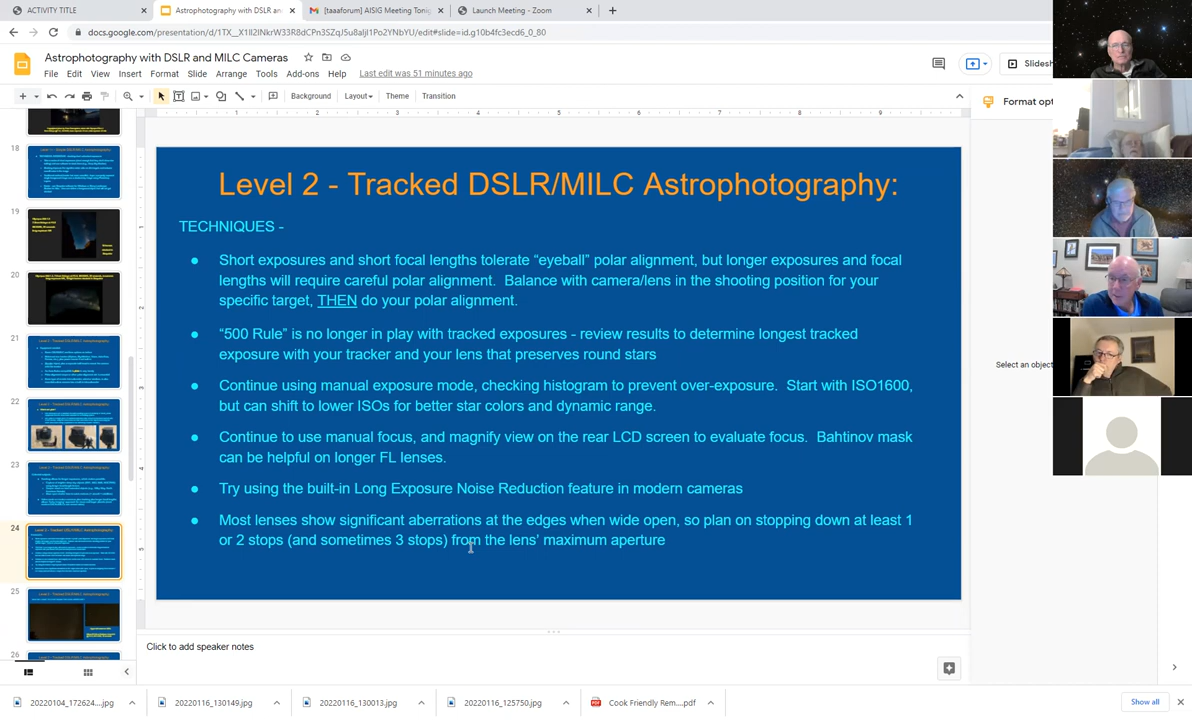 ACTIVITY TITLE
Astrophotography with DSLR an
[taaaforum] AISIG Meeting Tonig
Launch Meeting - Zoom
docs.google.com/presentation/d/1TX__X1Il2INkrW33R8dCPn3SZqJ5u8aljI1Po2YNbYU/edit#slide=id.g10b4fc3ecd6_0_80
Astrophotography with DSLR and MILC Cameras
File Edit View Insert Format Slide Arrange Tools Add-ons Help Last edit was 51 minutes ago
Slidesh
Background Layout Theme Transition
Format opt
18
19
20
21
22
23
24
25
26
Level 2 - Tracked DSLR/MILC Astrophotography:
TECHNIQUES -
● Short exposures and short focal lengths tolerate “eyeball” polar alignment, but longer exposures and focal
lengths will require careful polar alignment. Balance with camera/lens in the shooting position for your
specific target, THEN do your polar alignment.
● “500 Rule” is no longer in play with tracked exposures - review results to determine longest tracked
exposure with your tracker and your lens that preserves round stars
● Continue using manual exposure mode, checking histogram to prevent over-exposure. Start with ISO1600,
but can shift to lower ISOs for better star colors and dynamic range.
● Continue to use manual focus, and magnify view on the rear LCD screen to evaluate focus. Bahtinov mask
can be helpful on longer FL lenses.
● Try using the built-in Long Exposure Noise Reduction feature in modern cameras
● Most lenses show significant aberrations at the edges when wide open, so plan on stopping down at least 1
or 2 stops (and sometimes 3 stops) from the lens’ maximum aperture
Select an object
Click to add speaker notes
20220104_172624....jpg
20220116_130149.jpg
20220116_130013.jpg
20220116_125750.jpg
Cook Friendly Rem....pdf
Show all